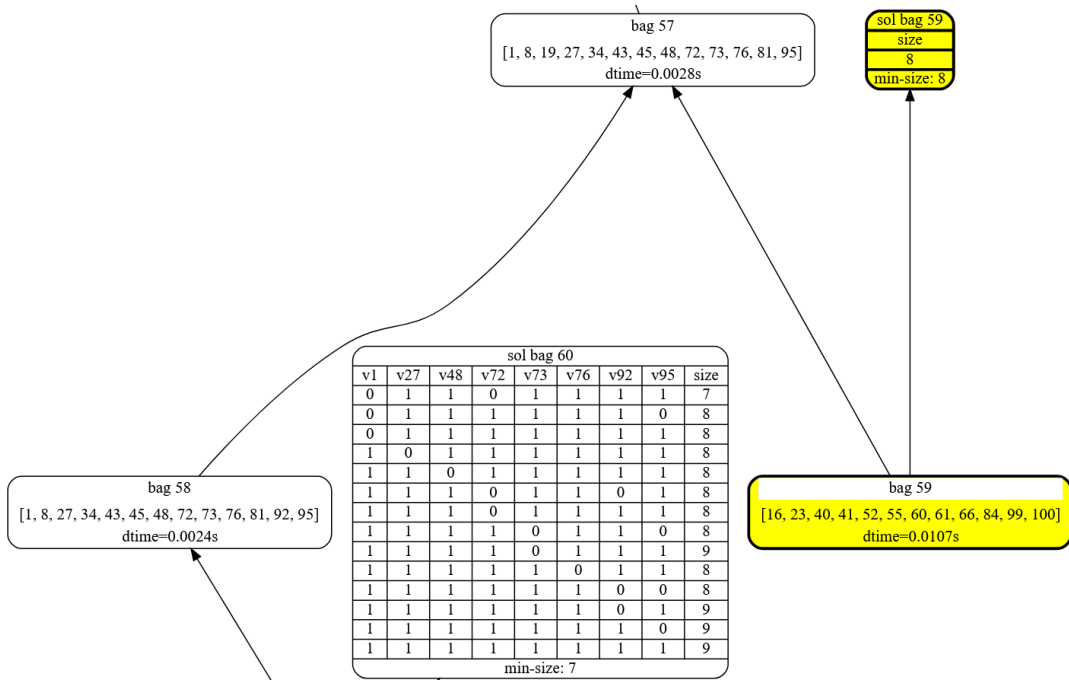 bag 57
[1, 8, 19, 27, 34, 43, 45, 48, 72, 73, 76, 81, 95]
dtime=0.0028s
sol bag 59
size
8
min-size: 8
sol bag 60
v1 v27 v48 v72 v73 v76 v92 v95 size
0 1 1 0 1 1 1 1 7
0 1 1 1 1 1 1 0 8
0 1 1 1 1 1 1 1 8
1 0 1 1 1 1 1 1 8
1 1 0 1 1 1 1 1 8
1 1 1 0 1 1 0 1 8
1 1 1 0 1 1 1 1 8
1 1 1 1 0 1 1 0 8
1 1 1 1 0 1 1 1 9
1 1 1 1 1 0 1 1 8
1 1 1 1 1 1 0 0 8
1 1 1 1 1 1 0 1 9
1 1 1 1 1 1 1 0 9
1 1 1 1 1 1 1 1 9
min-size: 7
bag 58
[1, 8, 27, 34, 43, 45, 48, 72, 73, 76, 81, 92, 95]
dtime=0.0024s
bag 59
[16, 23, 40, 41, 52, 55, 60, 61, 66, 84, 99, 100]
dtime=0.0107s